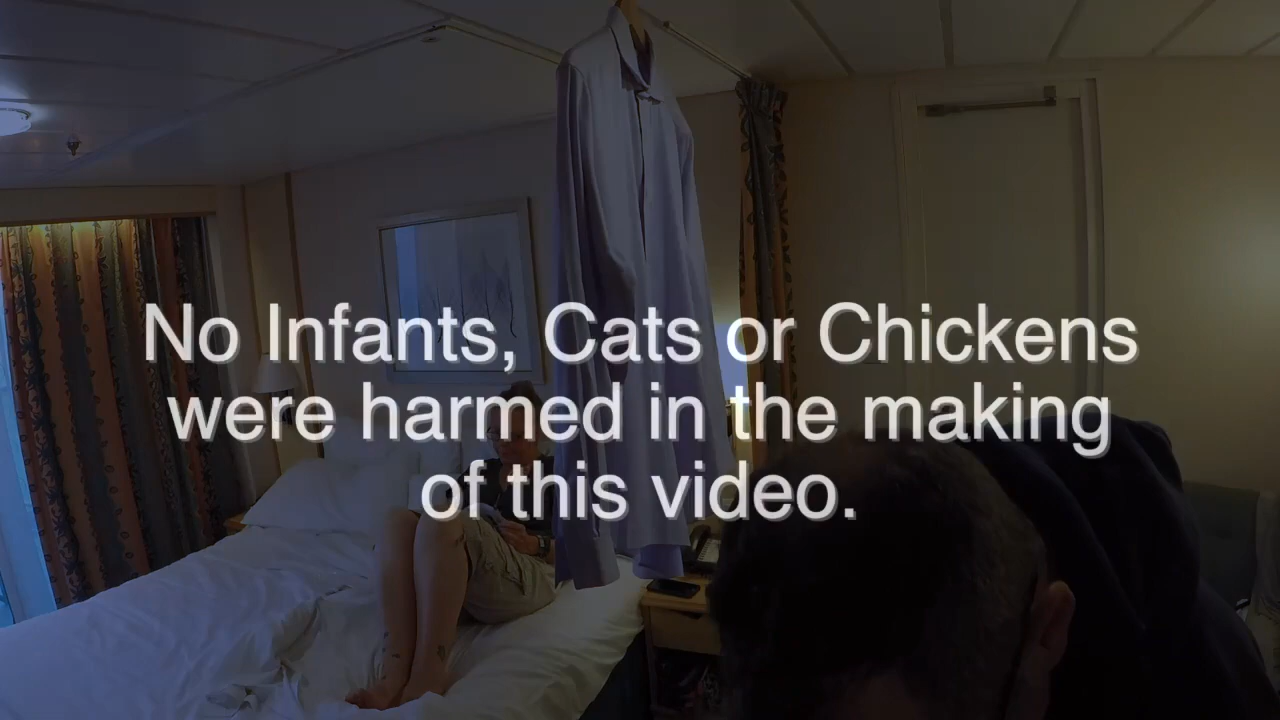 No Infants, Cats or Chickens
were harmed in the making
of this video.